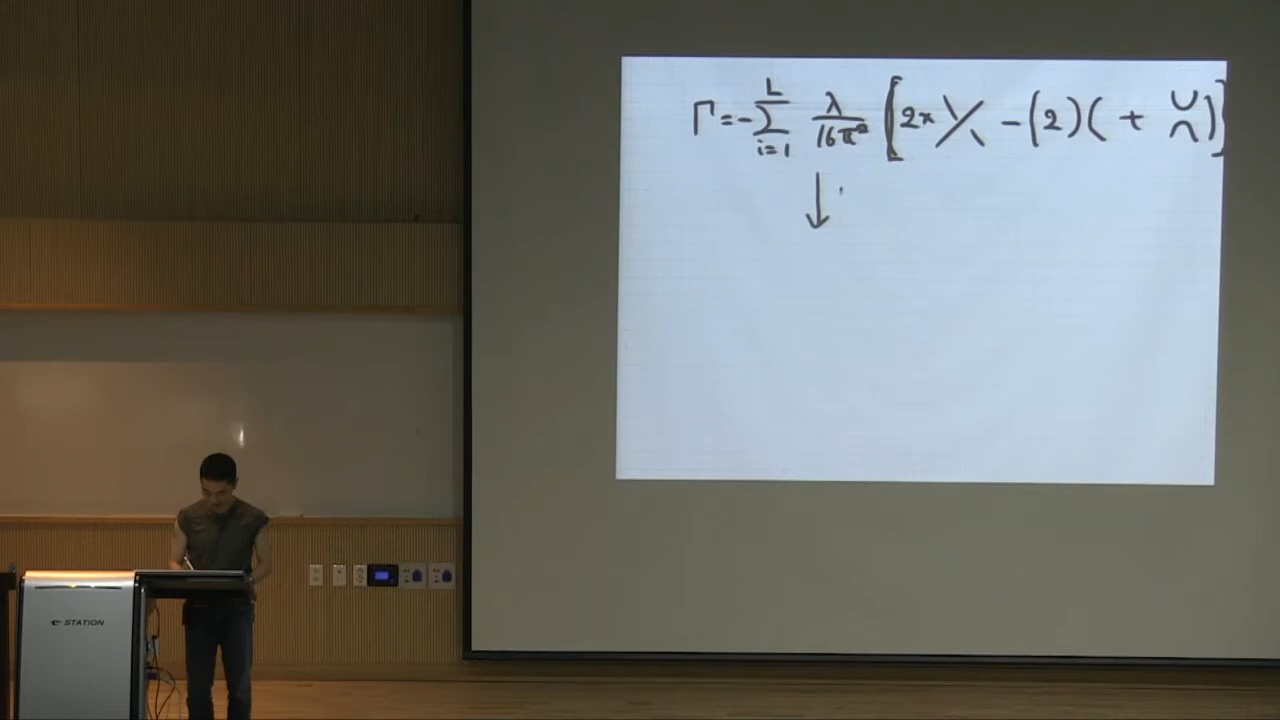 Γ = - Σ_{i=1}^{L} λ/16π² [2× X - (2) ) ( + ∪∩ ) ]
↓
e-STATION